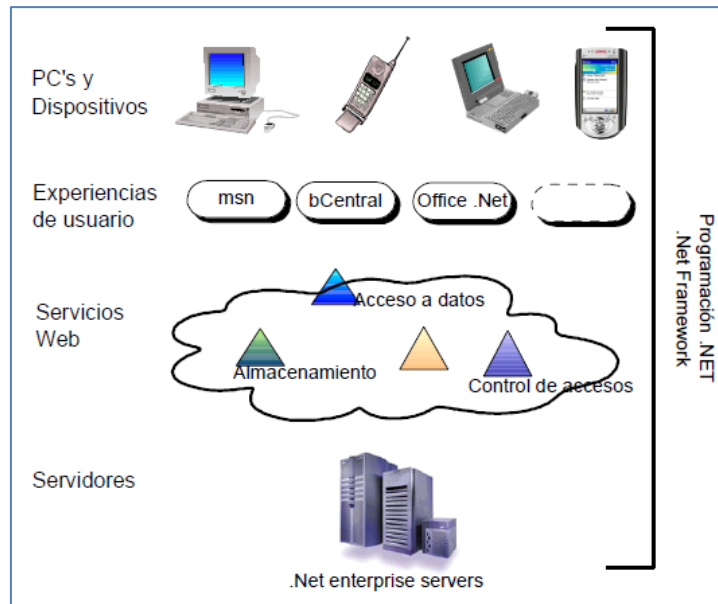 PC's y
Dispositivos
Experiencias
de usuario
msn
bCentral
Office .Net
Servicios
Web
Acceso a datos
Almacenamiento
Control de accesos
Servidores
.Net enterprise servers
Programación .NET
.Net Framework